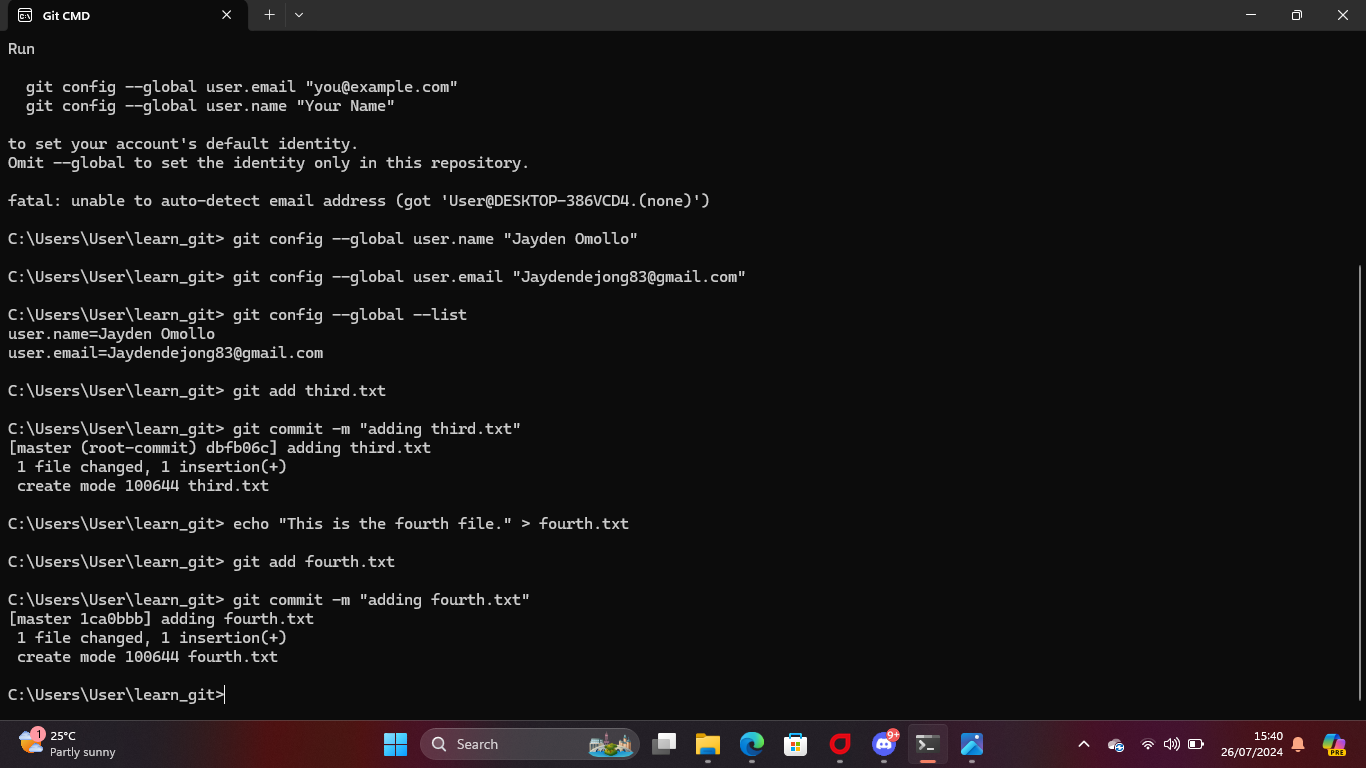 Git CMD
Run
git config --global user.email "you@example.com"
git config --global user.name "Your Name"
to set your account's default identity.
Omit --global to set the identity only in this repository.
fatal: unable to auto-detect email address (got 'User@DESKTOP-386VCD4.(none)')
C:\Users\User\learn_git> git config --global user.name "Jayden Omollo"
C:\Users\User\learn_git> git config --global user.email "Jaydendejong83@gmail.com"
C:\Users\User\learn_git> git config --global --list
user.name=Jayden Omollo
user.email=Jaydendejong83@gmail.com
C:\Users\User\learn_git> git add third.txt
C:\Users\User\learn_git> git commit -m "adding third.txt"
[master (root-commit) dbfb06c] adding third.txt
1 file changed, 1 insertion(+)
create mode 100644 third.txt
C:\Users\User\learn_git> echo "This is the fourth file." > fourth.txt
C:\Users\User\learn_git> git add fourth.txt
C:\Users\User\learn_git> git commit -m "adding fourth.txt"
[master 1ca0bbb] adding fourth.txt
1 file changed, 1 insertion(+)
create mode 100644 fourth.txt
C:\Users\User\learn_git>
1
25°C
Partly sunny
Search
9+
15:40
26/07/2024
PRE